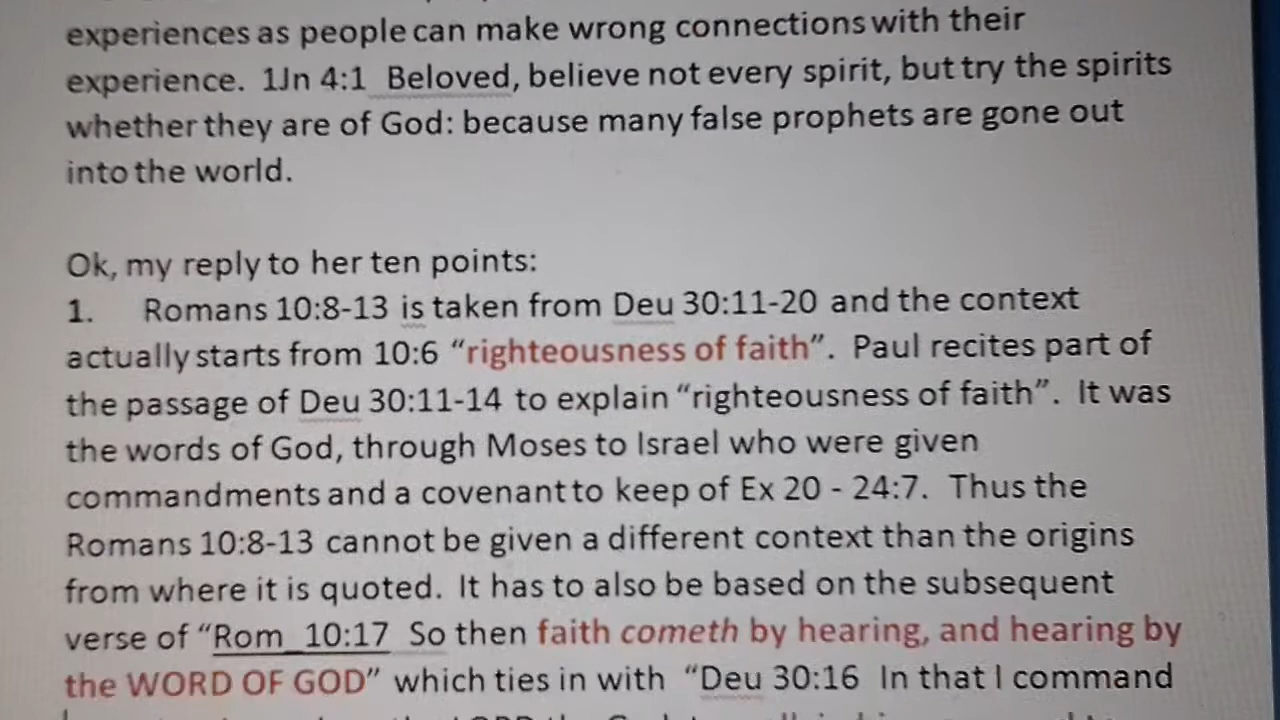 experiences as people can make wrong connections with their
experience. 1Jn 4:1 Beloved, believe not every spirit, but try the spirits
whether they are of God: because many false prophets are gone out
into the world.
Ok, my reply to her ten points:
1. Romans 10:8-13 is taken from Deu 30:11-20 and the context
actually starts from 10:6 “righteousness of faith”. Paul recites part of
the passage of Deu 30:11-14 to explain “righteousness of faith”. It was
the words of God, through Moses to Israel who were given
commandments and a covenant to keep of Ex 20 - 24:7. Thus the
Romans 10:8-13 cannot be given a different context than the origins
from where it is quoted. It has to also be based on the subsequent
verse of “Rom 10:17 So then faith cometh by hearing, and hearing by
the WORD OF GOD” which ties in with “Deu 30:16 In that I command